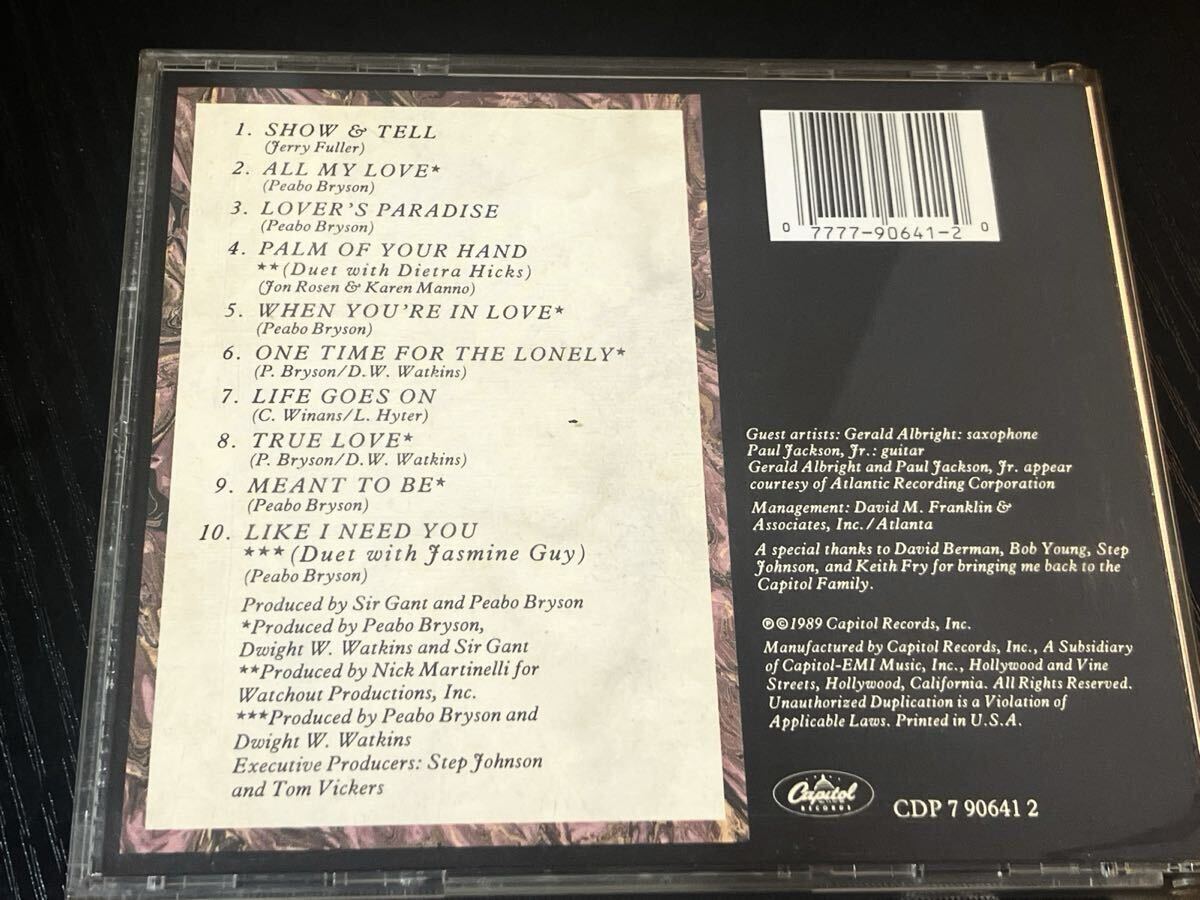 1. SHOW & TELL
(Jerry Fuller)
2. ALL MY LOVE*
(Peabo Bryson)
3. LOVER'S PARADISE
(Peabo Bryson)
4. PALM OF YOUR HAND
**(Duet with Dietra Hicks)
(Jon Rosen & Karen Manno)
5. WHEN YOU'RE IN LOVE*
(Peabo Bryson)
6. ONE TIME FOR THE LONELY*
(P. Bryson/D.W. Watkins)
7. LIFE GOES ON
(C. Winans/L. Hyter)
8. TRUE LOVE*
(P. Bryson/D.W. Watkins)
9. MEANT TO BE*
(Peabo Bryson)
10. LIKE I NEED YOU
***(Duet with Jasmine Guy)
(Peabo Bryson)
Produced by Sir Gant and Peabo Bryson
*Produced by Peabo Bryson,
Dwight W. Watkins and Sir Gant
**Produced by Nick Martinelli for
Watchout Productions, Inc.
***Produced by Peabo Bryson and
Dwight W. Watkins
Executive Producers: Step Johnson
and Tom Vickers
0 7777-90641-2 0
Guest artists: Gerald Albright: saxophone
Paul Jackson, Jr.: guitar
Gerald Albright and Paul Jackson, Jr. appear
courtesy of Atlantic Recording Corporation
Management: David M. Franklin &
Associates, Inc./Atlanta
A special thanks to David Berman, Bob Young, Step
Johnson, and Keith Fry for bringing me back to the
Capitol Family.
℗©1989 Capitol Records, Inc.
Manufactured by Capitol Records, Inc., A Subsidiary
of Capitol-EMI Music, Inc., Hollywood and Vine
Streets, Hollywood, California. All Rights Reserved.
Unauthorized Duplication is a Violation of
Applicable Laws. Printed in U.S.A.
Capitol
RECORDS
CDP 7 90641 2